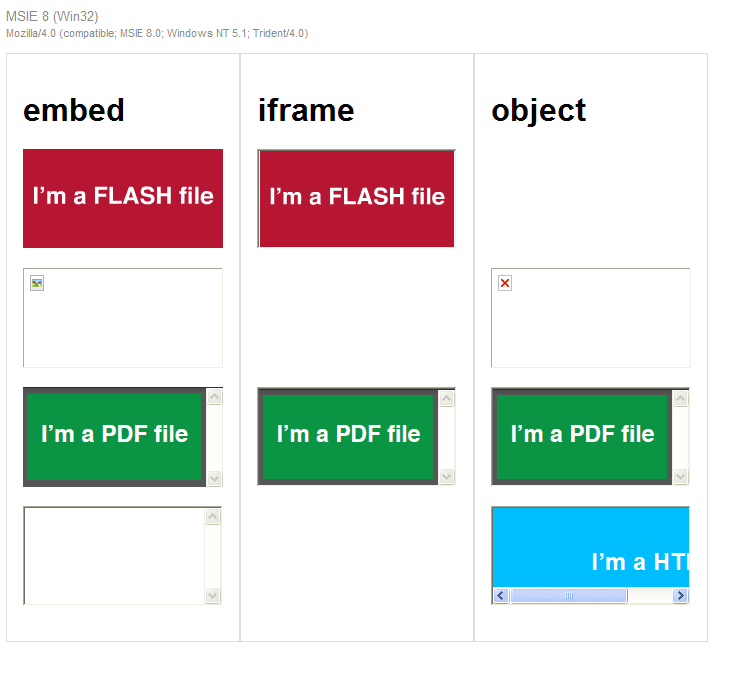 MSIE 8 (Win32)
Mozilla/4.0 (compatible; MSIE 8.0; Windows NT 5.1; Trident/4.0)
embed
iframe
object
I’m a FLASH file
I’m a FLASH file
I’m a PDF file
I’m a PDF file
I’m a PDF file
I’m a HT